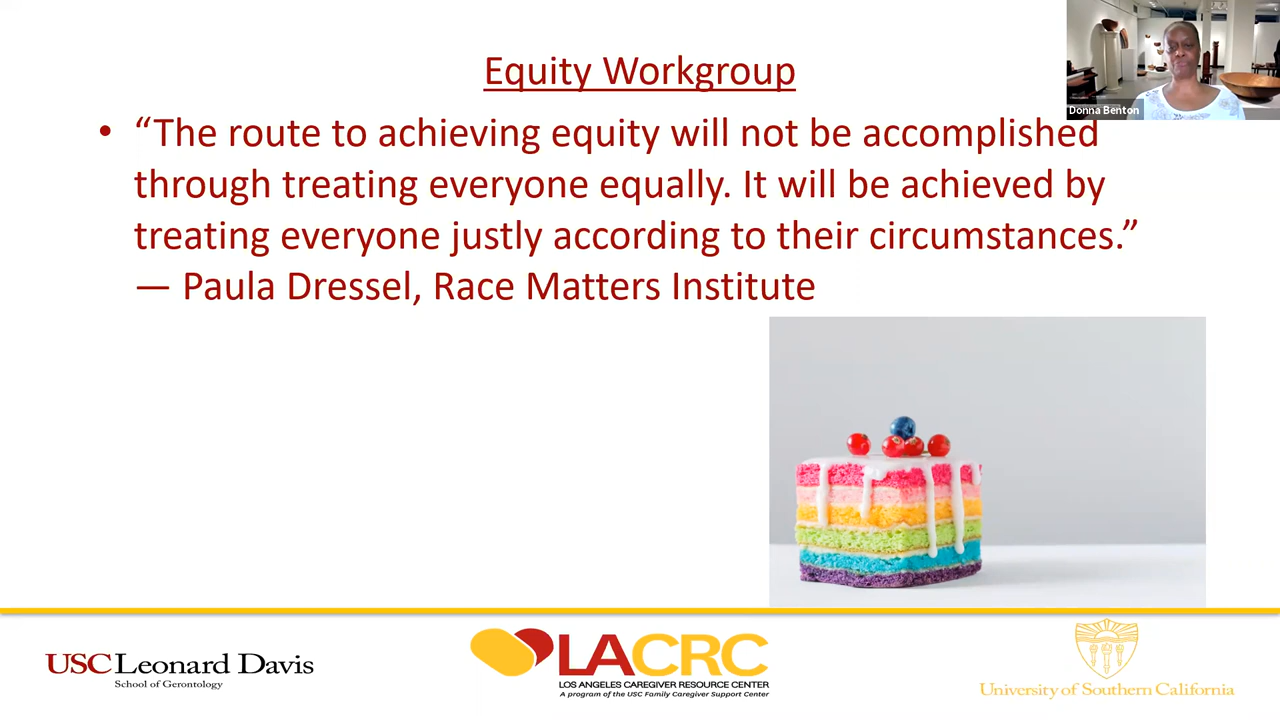 Equity Workgroup
Donna Benton
• “The route to achieving equity will not be accomplished
through treating everyone equally. It will be achieved by
treating everyone justly according to their circumstances.”
— Paula Dressel, Race Matters Institute
USC Leonard Davis
School of Gerontology
LACRC
LOS ANGELES CAREGIVER RESOURCE CENTER
A program of the USC Family Caregiver Support Center
University of Southern California